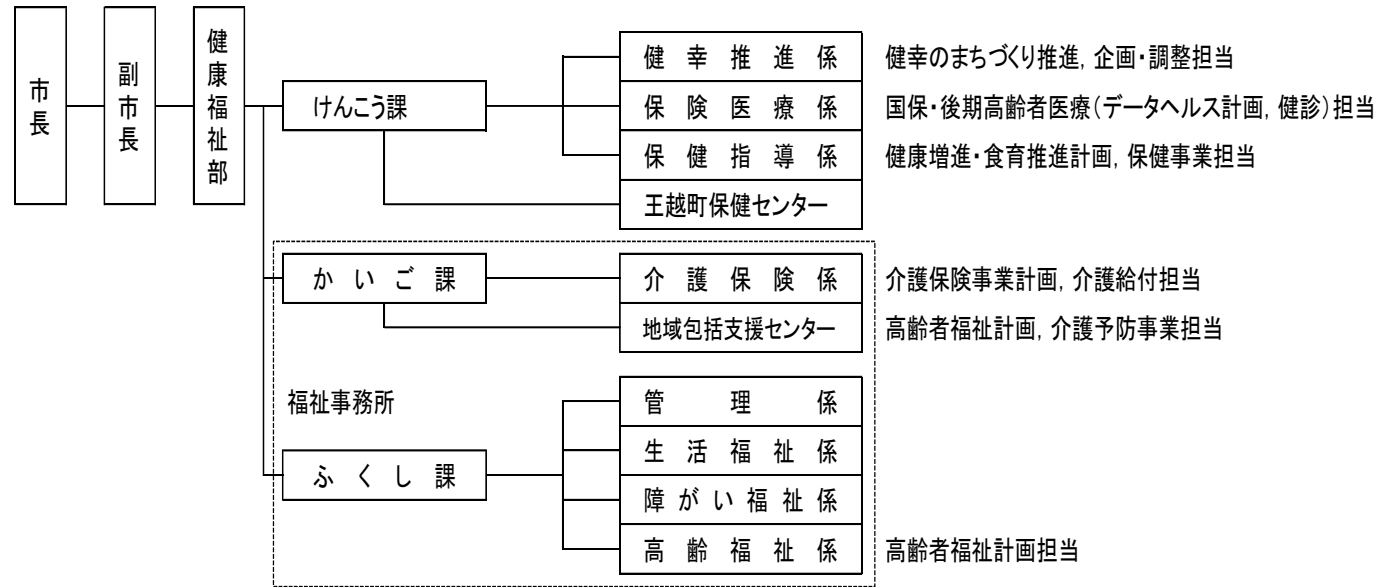 市長
副市長
健康福祉部
けんこう課
健幸推進係
健幸のまちづくり推進, 企画・調整担当
保険医療係
国保・後期高齢者医療(データヘルス計画, 健診)担当
保健指導係
健康増進・食育推進計画, 保健事業担当
王越町保健センター
かいご課
介護保険係
介護保険事業計画, 介護給付担当
地域包括支援センター
高齢者福祉計画, 介護予防事業担当
福祉事務所
ふくし課
管理係
生活福祉係
障がい福祉係
高齢福祉係
高齢者福祉計画担当